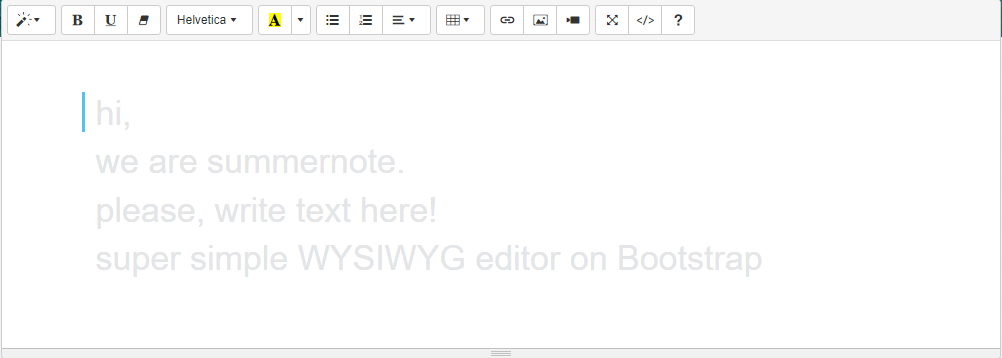 B U Helvetica A </> ?
hi,
we are summernote.
please, write text here!
super simple WYSIWYG editor on Bootstrap